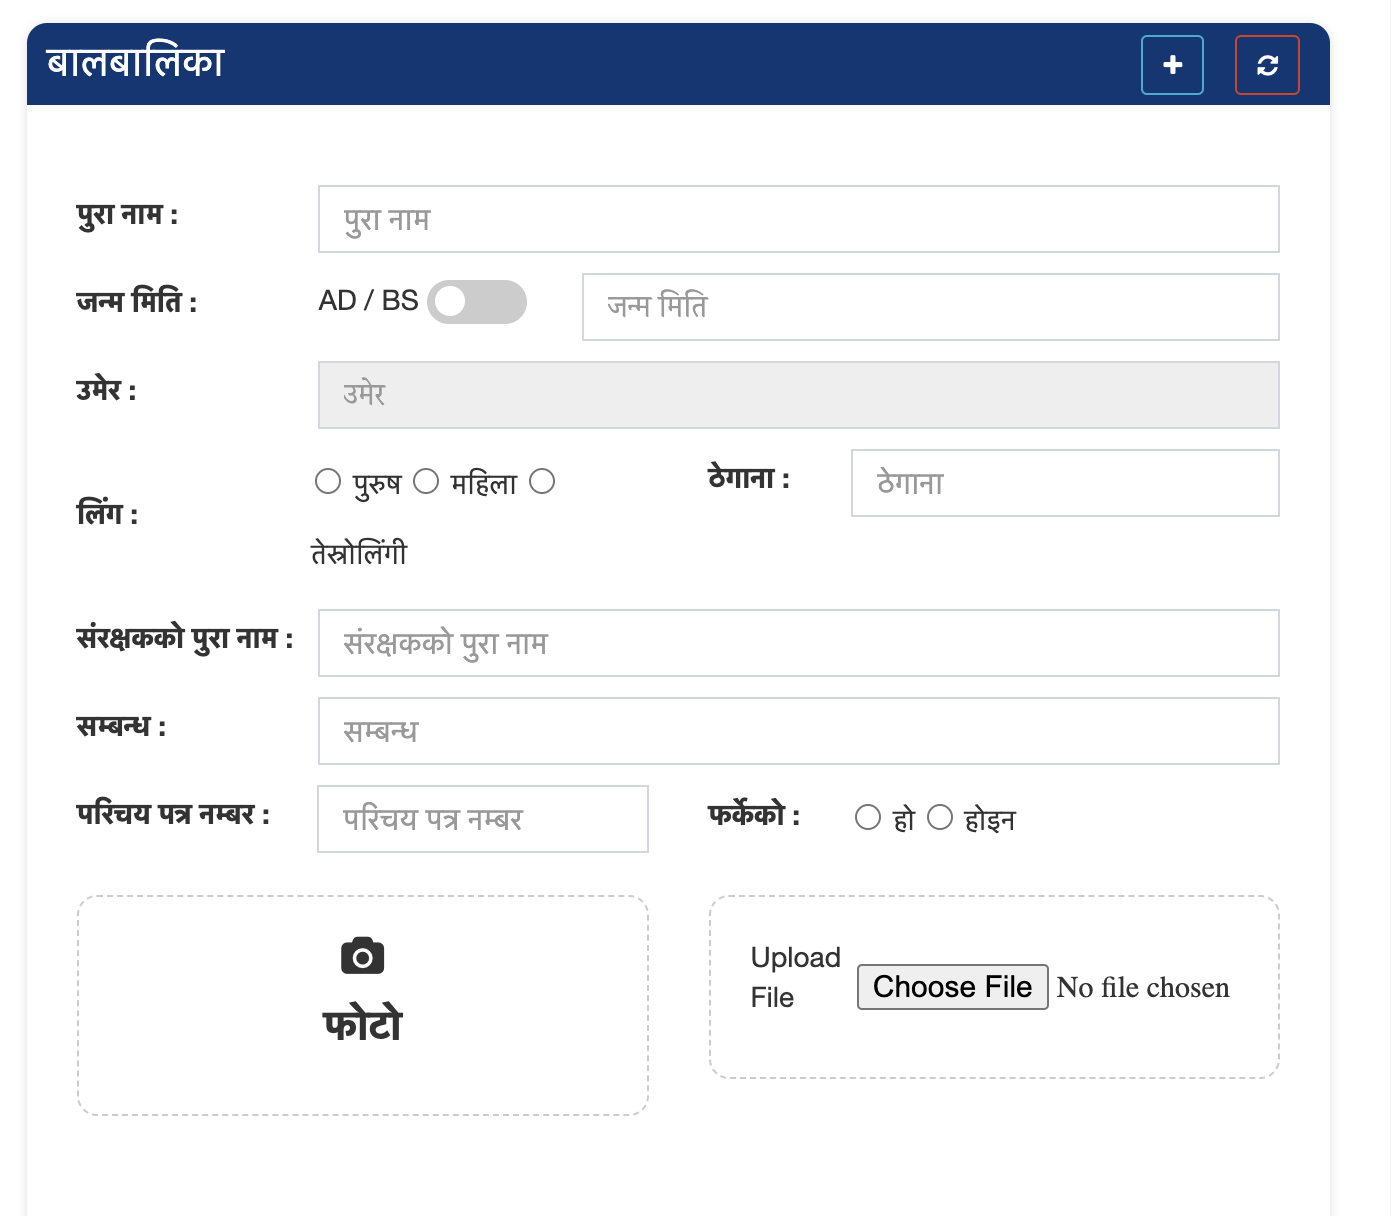 बालबालिका
पुरा नाम :
पुरा नाम
जन्म मिति :
AD / BS
जन्म मिति
उमेर :
उमेर
लिंग :
पुरुष महिला
तेस्रोलिंगी
ठेगाना :
ठेगाना
संरक्षकको पुरा नाम :
संरक्षकको पुरा नाम
सम्बन्ध :
सम्बन्ध
परिचय पत्र नम्बर :
परिचय पत्र नम्बर
फर्केको :
हो होइन
फोटो
Upload
File
Choose File No file chosen